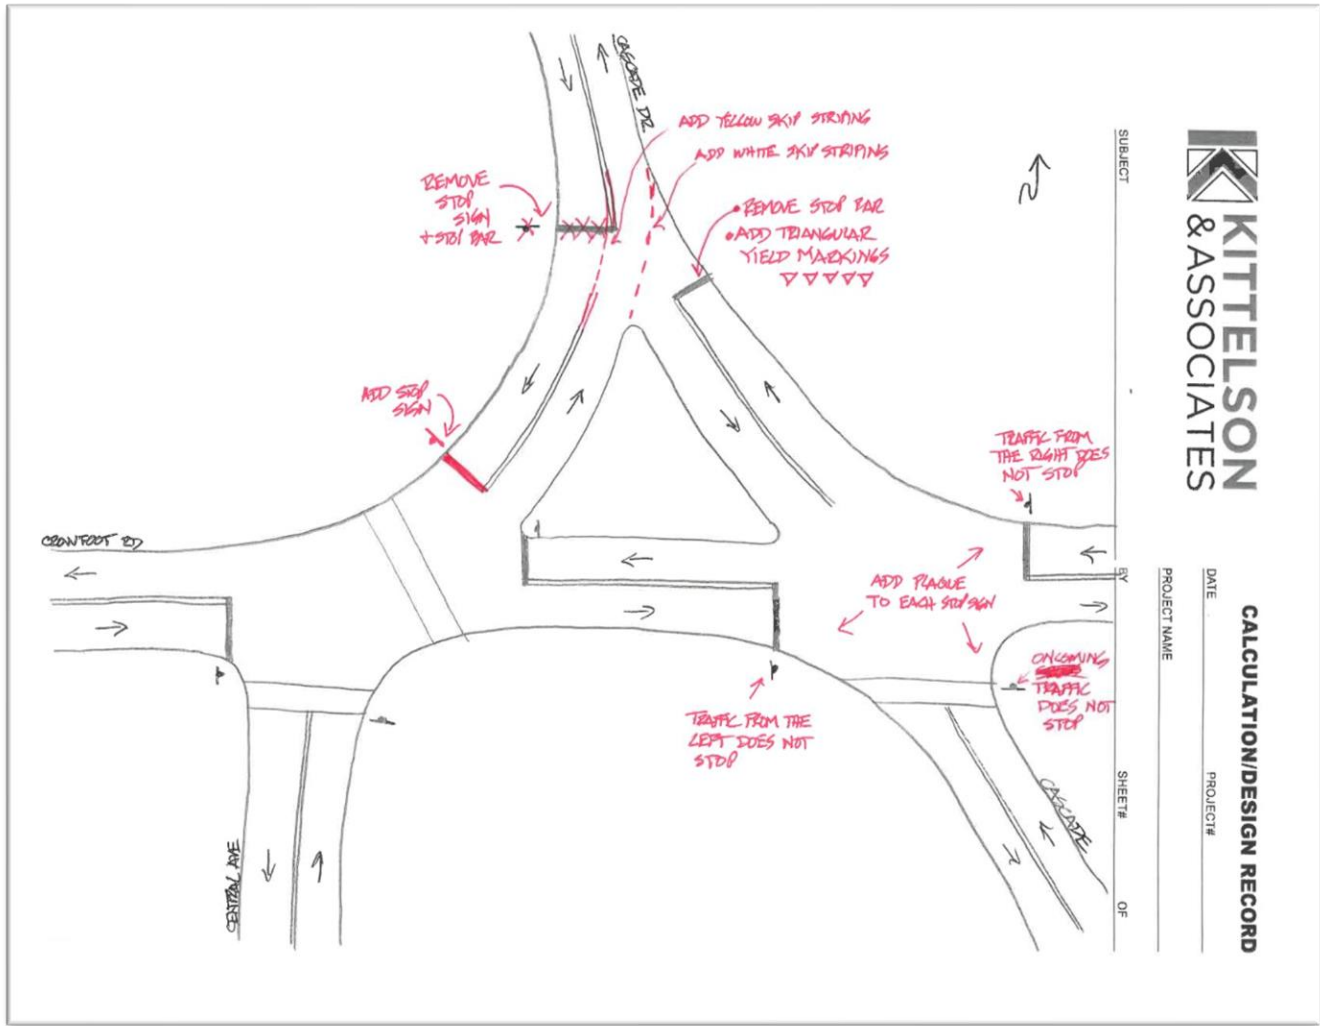 CASCADE DR.
ADD YELLOW SKIP STRIPING
ADD WHITE SKIP STRIPING
REMOVE
STOP
SIGN
+ STOP BAR
• REMOVE STOP BAR
• ADD TRIANGULAR
YIELD MARKINGS
ADD STOP
SIGN
TRAFFIC FROM
THE RIGHT DOES
NOT STOP
CROWFOOT RD
ADD PLAQUE
TO EACH STOP SIGN
ONCOMING
TRAFFIC
DOES NOT
STOP
TRAFFIC FROM THE
LEFT DOES NOT
STOP
CENTRAL AVE
CASCADE
KITTELSON
& ASSOCIATES
CALCULATION/DESIGN RECORD
DATE
PROJECT#
PROJECT NAME
SUBJECT
-
BY
SHEET#
OF